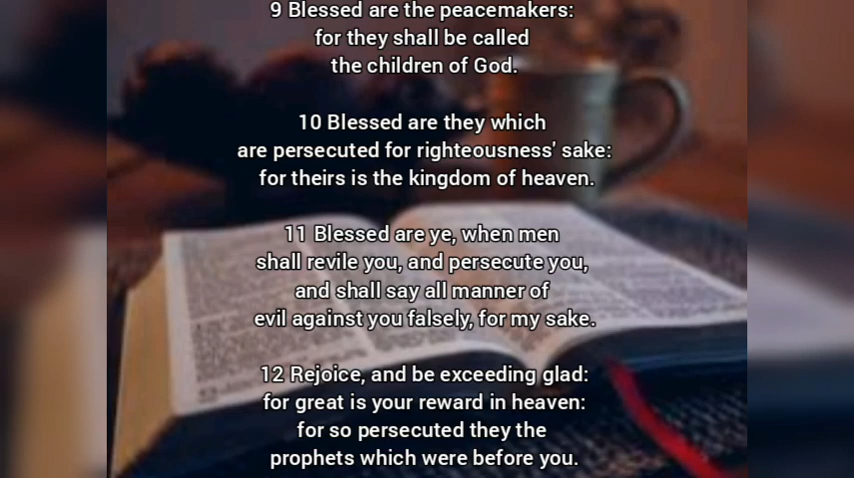 9 Blessed are the peacemakers:
for they shall be called
the children of God.
10 Blessed are they which
are persecuted for righteousness' sake:
for theirs is the kingdom of heaven.
11 Blessed are ye, when men
shall revile you, and persecute you,
and shall say all manner of
evil against you falsely, for my sake.
12 Rejoice, and be exceeding glad:
for great is your reward in heaven:
for so persecuted they the
prophets which were before you.